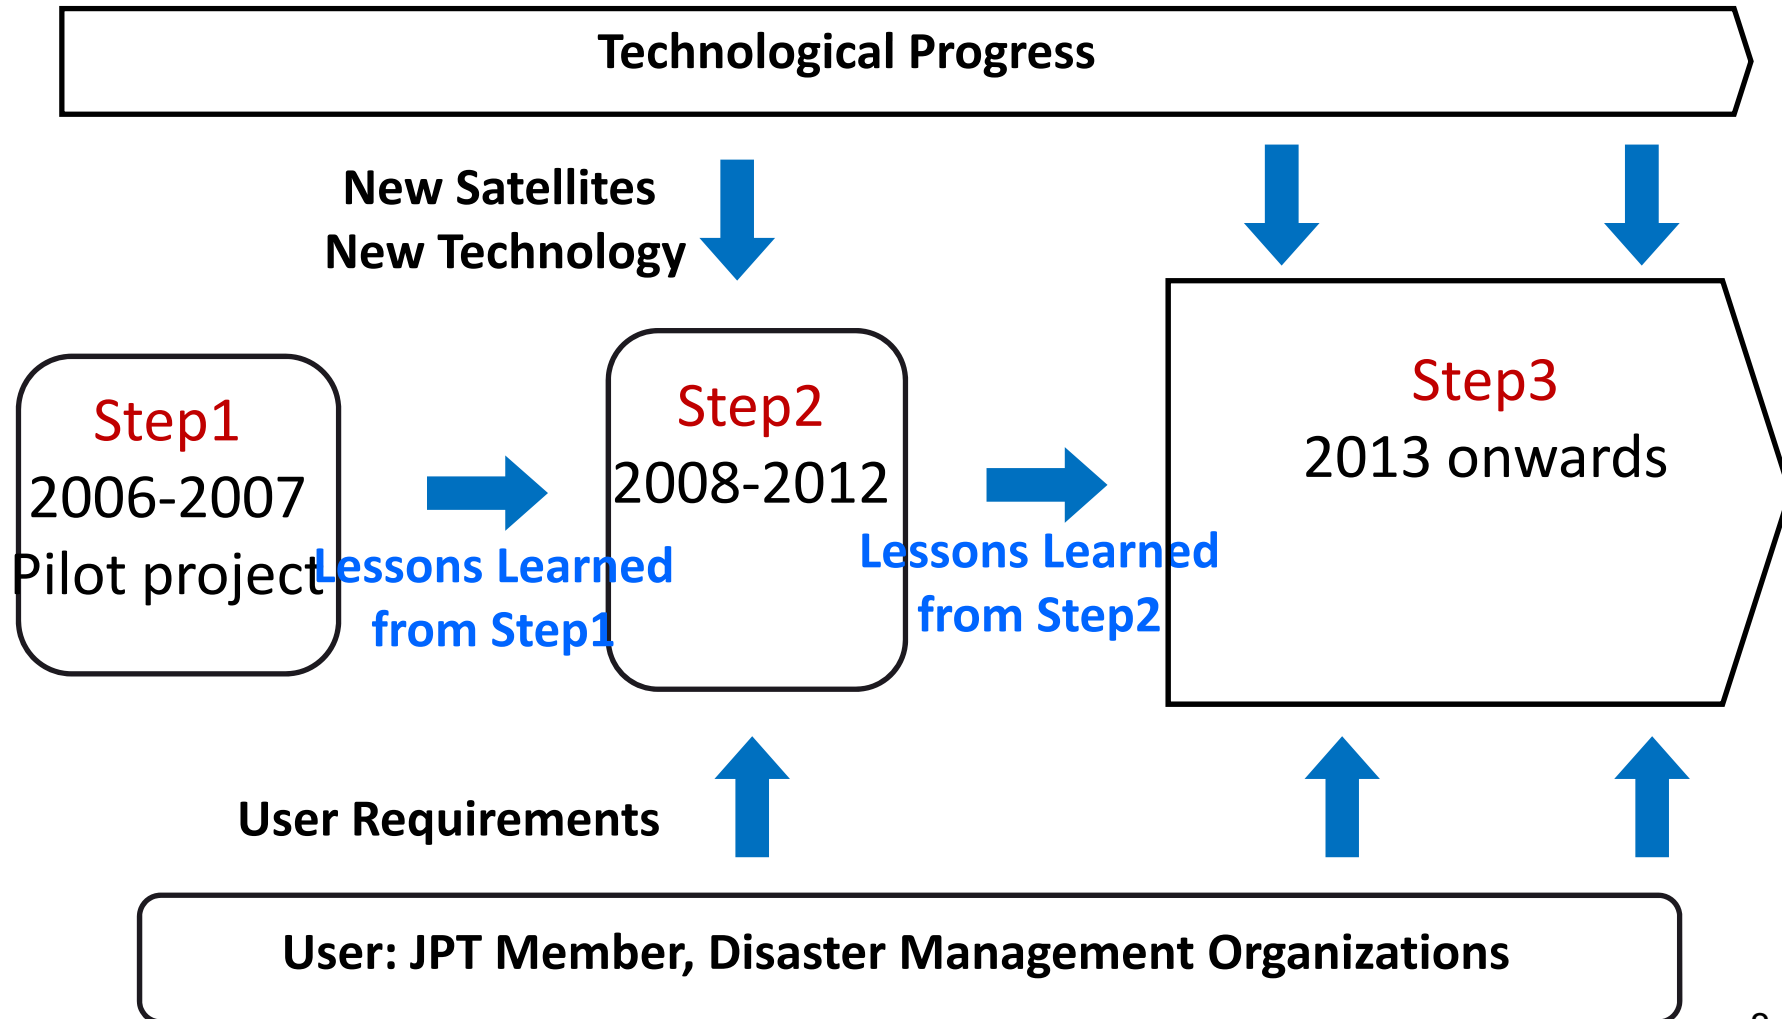 Technological Progress
New Satellites
New Technology
Step1
2006-2007
Pilot project
Lessons Learned
from Step1
Step2
2008-2012
Lessons Learned
from Step2
Step3
2013 onwards
User Requirements
User: JPT Member, Disaster Management Organizations